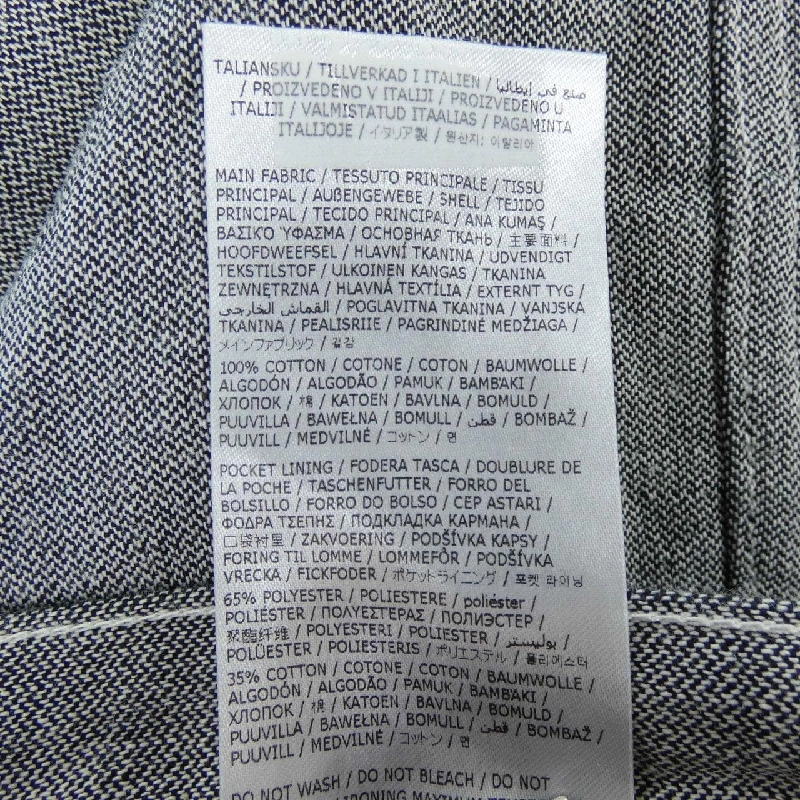 TALIANSKU / TILLVERKAD I ITALIEN / صنع في إيطاليا
/ PROIZVEDENO V ITALIJI / PROIZVEDENO U
ITALIJI / VALMISTATUD ITAALIAS / PAGAMINTA
ITALIJOJE / イタリア製 / 원산지: 이탈리아
MAIN FABRIC / TESSUTO PRINCIPALE / TISSU
PRINCIPAL / AUßENGEWEBE / SHELL / TEJIDO
PRINCIPAL / TECIDO PRINCIPAL / ANA KUMAŞ /
ΒΑΣΙΚΌ ΎΦΑΣΜΑ / ОСНОВНАЯ ТКАНЬ / 主要面料 /
HOOFDWEEFSEL / HLAVNÍ TKANINA / UDVENDIGT
TEKSTILSTOF / ULKOINEN KANGAS / TKANINA
ZEWNĘTRZNA / HLAVNÁ TEXTÍLIA / EXTERNT TYG /
القماش الخارجي / POGLAVITNA TKANINA / VANJSKA
TKANINA / PEALISRIIE / PAGRINDINĖ MEDŽIAGA /
メインファブリック / 겉감
100% COTTON / COTONE / COTON / BAUMWOLLE /
ALGODÓN / ALGODÃO / PAMUK / ΒΑΜΒΆΚΙ /
ХЛОПОК / 棉 / KATOEN / BAVLNA / BOMULD /
PUUVILLA / BAWEŁNA / BOMULL / قطن / BOMBAŽ /
PUUVILL / MEDVILNĖ / コットン / 면
POCKET LINING / FODERA TASCA / DOUBLURE DE
LA POCHE / TASCHENFUTTER / FORRO DEL
BOLSILLO / FORRO DO BOLSO / CEP ASTARI /
ΦΟΔΡΑ ΤΣΕΠΗΣ / ПОДКЛАДКА КАРМАНА /
口袋衬里 / ZAKVOERING / PODŠÍVKA KAPSY /
FORING TIL LOMME / LOMMEFÔR / PODŠÍVKA
VRECKA / FICKFODER / ポケットライニング / 포켓 라이닝
65% POLYESTER / POLIESTERE / poliéster /
POLIÉSTER / ΠΟΛΥΕΣΤΕΡΑΣ / ПОЛИЭСТЕР /
聚酯纤维 / POLYESTERI / POLIESTER / بوليستر /
POLÜESTER / POLIESTERIS / ポリエステル / 폴리에스터
35% COTTON / COTONE / COTON / BAUMWOLLE /
ALGODÓN / ALGODÃO / PAMUK / ΒΑΜΒΆΚΙ /
ХЛОПОК / 棉 / KATOEN / BAVLNA / BOMULD /
PUUVILLA / BAWEŁNA / BOMULL / قطن / BOMBAŽ /
PUUVILL / MEDVILNĖ / コットン / 면
DO NOT WASH / DO NOT BLEACH / DO NOT
IRONING MAXIMUM